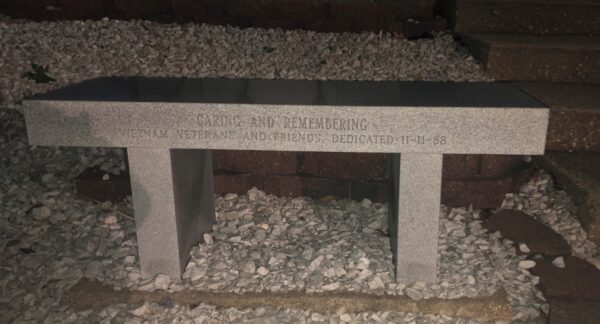 CARING AND REMEMBERING
VIETNAM VETERANS AND FRIENDS, DEDICATED 11-11-88